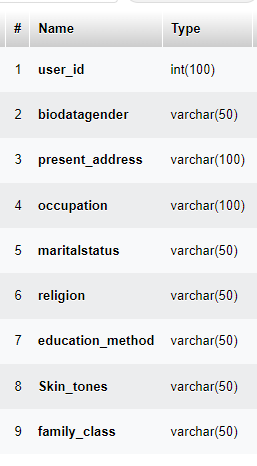 # Name Type
1 user_id int(100)
2 biodatagender varchar(50)
3 present_address varchar(100)
4 occupation varchar(100)
5 maritalstatus varchar(50)
6 religion varchar(50)
7 education_method varchar(50)
8 Skin_tones varchar(50)
9 family_class varchar(50)